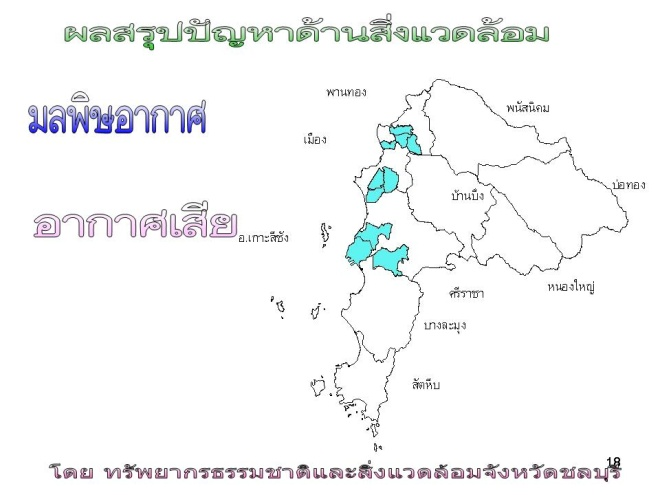 ผลสรุปปัญหาด้านสิ่งแวดล้อม
พานทอง
มลพิษอากาศ
พนัสนิคม
เมือง
บ่อทอง
บ้านบึง
อากาศเสีย
อ.เกาะสีชัง
หนองใหญ่
ศรีราชา
บางละมุง
สัตหีบ
18
โดย ทรัพยากรธรรมชาติและสิ่งแวดล้อมจังหวัดชลบุรี